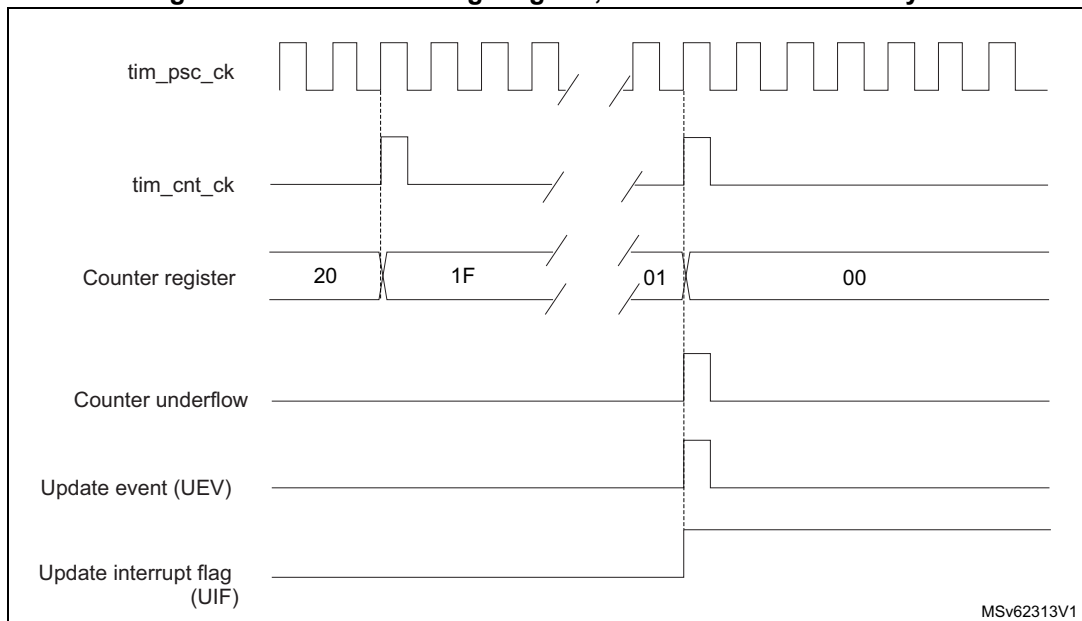 tim_psc_ck
tim_cnt_ck
Counter register
20
1F
01
00
Counter underflow
Update event (UEV)
Update interrupt flag
(UIF)
MSv62313V1